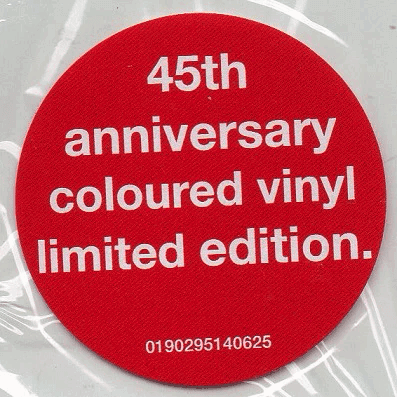 45th
anniversary
coloured vinyl
limited edition.
0190295140625